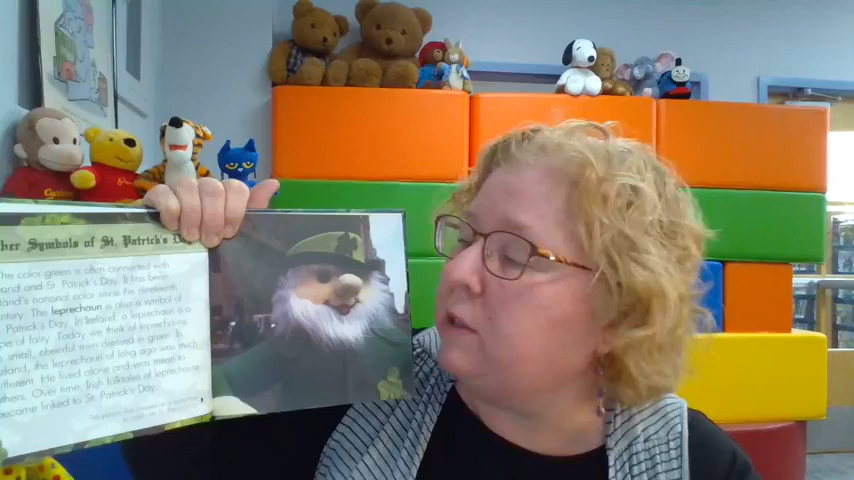 her Symbols of St. Patrick's D
The color green is often connected with
and and St. Patrick's Day. It has been
land's national color since the nineteenth
ntury. The leprechaun is also a symbol of
Patrick's Day. In Ireland, a leprechaun is a
pe of fairy. Today we think of leprechauns
s small, cheerful men dressed in green. In
eland, the leprechaun of long ago was much
fferent. He lived alone and was mean to
thers. Over time, Irish folktales of leprechauns
became linked to St. Patrick's Day.